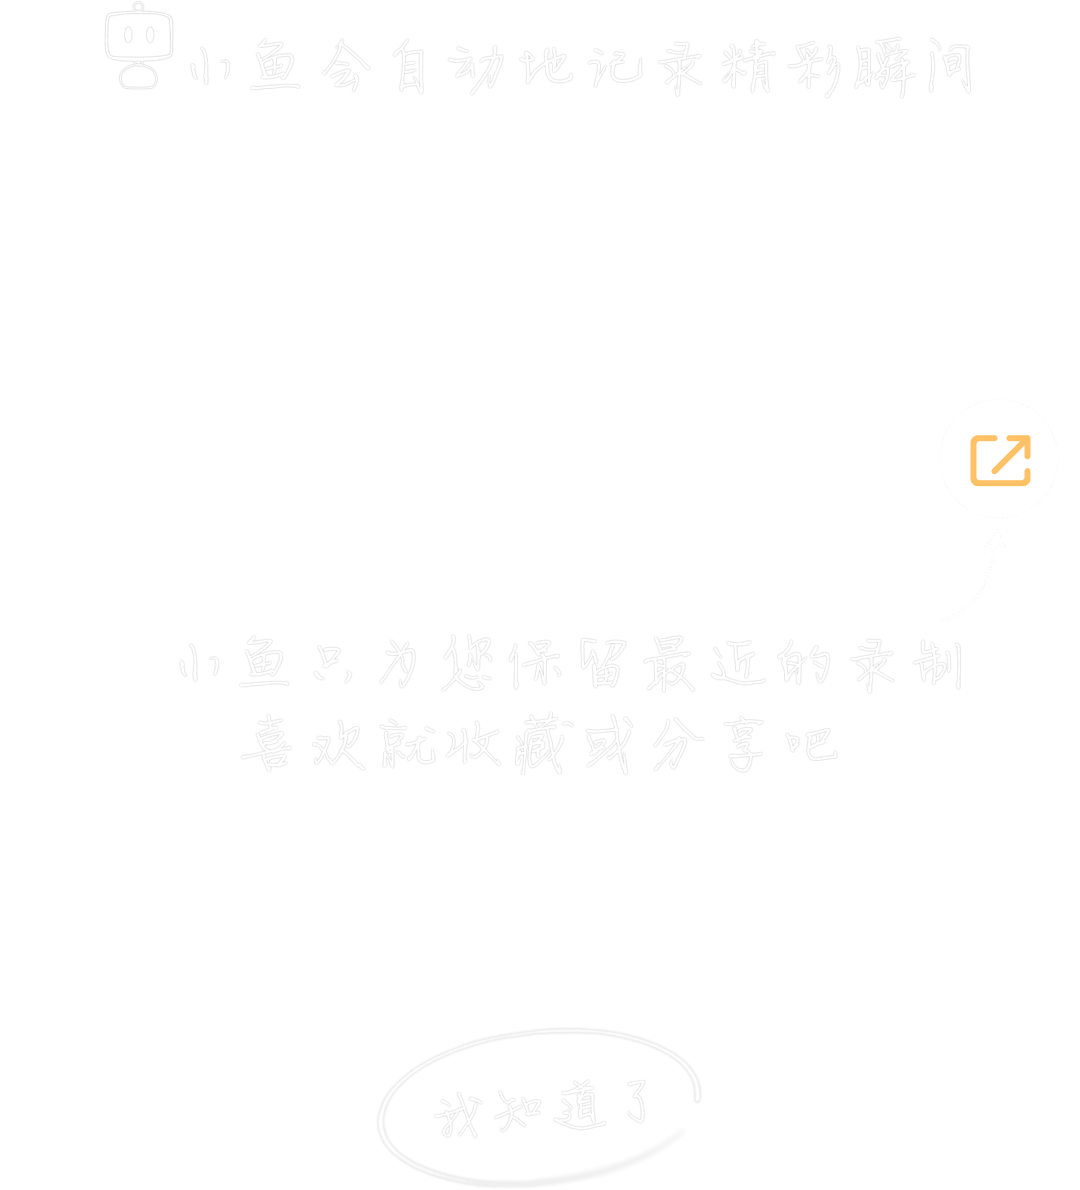 小鱼会自动地记录精彩瞬间
小鱼只为您保留最近的录制
喜欢就收藏或分享吧
我知道了